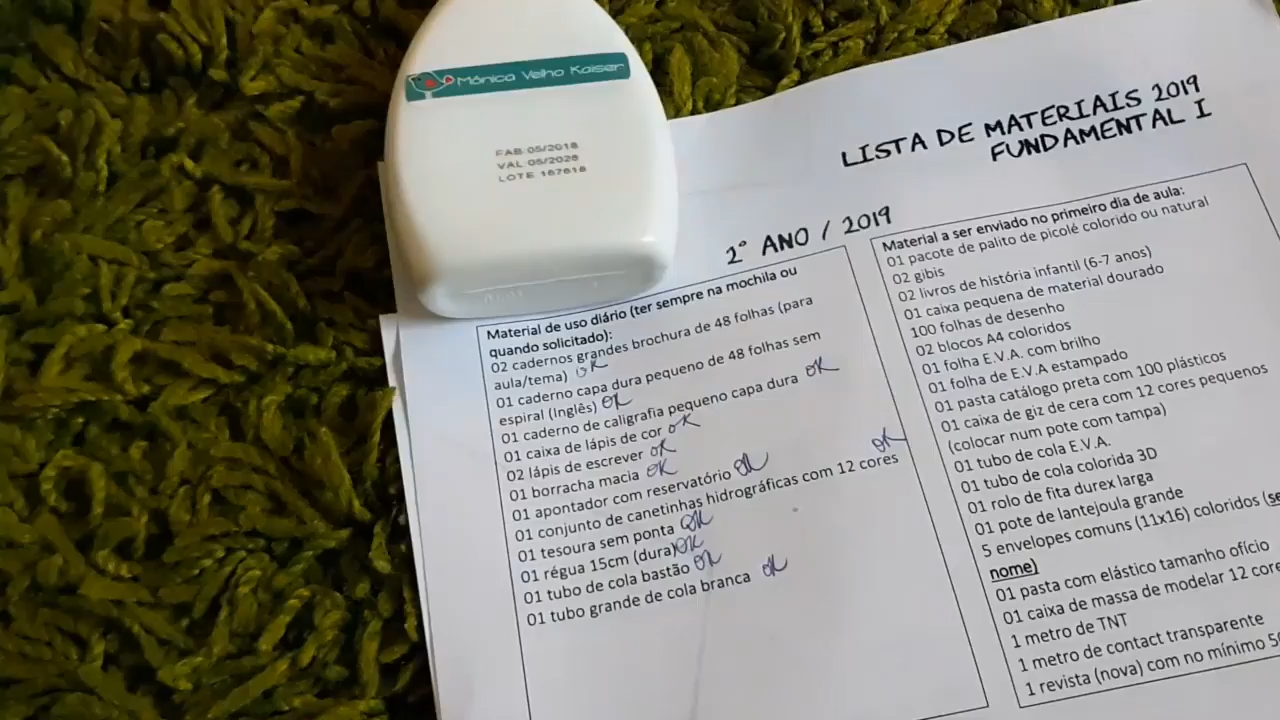 Mônica Velho Kaiser
FAB 05/2018
VAL 05/2028
LOTE 187818
LISTA DE MATERIAIS 2019
FUNDAMENTAL I
2° ANO / 2019
Material de uso diário (ter sempre na mochila ou
quando solicitado):
02 cadernos grandes brochura de 48 folhas (para
aula/tema) OK
01 caderno capa dura pequeno de 48 folhas sem
espiral (Inglês) OK
01 caderno de caligrafia pequeno capa dura OK
01 caixa de lápis de cor OK
02 lápis de escrever OK
01 borracha macia OK
01 apontador com reservatório OK
01 conjunto de canetinhas hidrográficas com 12 cores OK
01 tesoura sem ponta OK
01 régua 15cm (dura) OK
01 tubo de cola bastão OK
01 tubo grande de cola branca OK
Material a ser enviado no primeiro dia de aula:
01 pacote de palito de picolé colorido ou natural
02 gibis
02 livros de história infantil (6-7 anos)
01 caixa pequena de material dourado
100 folhas de desenho
02 blocos A4 coloridos
01 folha E.V.A. com brilho
01 folha de E.V.A estampado
01 pasta catálogo preta com 100 plásticos
01 caixa de giz de cera com 12 cores pequenos
(colocar num pote com tampa)
01 tubo de cola E.V.A.
01 tubo de cola colorida 3D
01 rolo de fita durex larga
01 pote de lantejoula grande
5 envelopes comuns (11x16) coloridos
nome)
01 pasta com elástico tamanho ofício
01 caixa de massa de modelar 12
1 metro de TNT
1 metro de contact transparente
1 revista (nova) com no mínimo